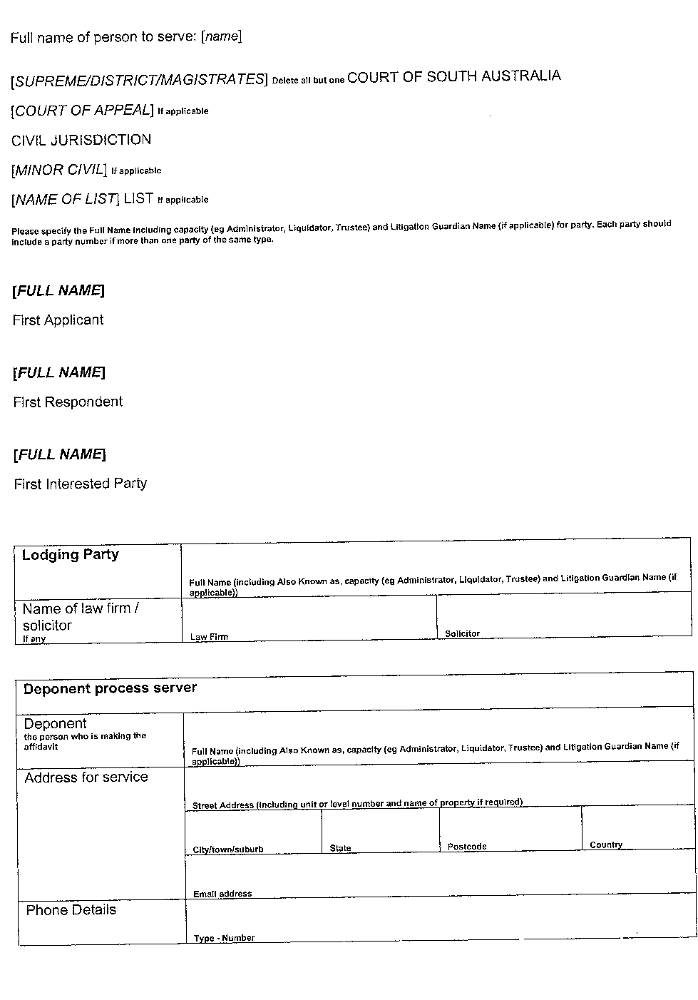 Full name of person to serve: [name]
[SUPREME/DISTRICT/MAGISTRATES] Delete all but one COURT OF SOUTH AUSTRALIA
[COURT OF APPEAL] If applicable
CIVIL JURISDICTION
[MINOR CIVIL] If applicable
[NAME OF LIST] LIST If applicable
Please specify the Full Name including capacity (eg Administrator, Liquidator, Trustee) and Litigation Guardian Name (if applicable) for party. Each party should
include a party number if more than one party of the same type.
[FULL NAME]
First Applicant
[FULL NAME]
First Respondent
[FULL NAME]
First Interested Party
Lodging Party
Full Name (including Also Known as, capacity (eg Administrator, Liquidator, Trustee) and Litigation Guardian Name (if
applicable))
Name of law firm /
solicitor
If any
Law Firm
Solicitor
Deponent process server
Deponent
the person who is making the
affidavit
Full Name (including Also Known as, capacity (eg Administrator, Liquidator, Trustee) and Litigation Guardian Name (if
applicable))
Address for service
Street Address (including unit or level number and name of property if required)
City/town/suburb
State
Postcode
Country
Email address
Phone Details
Type - Number